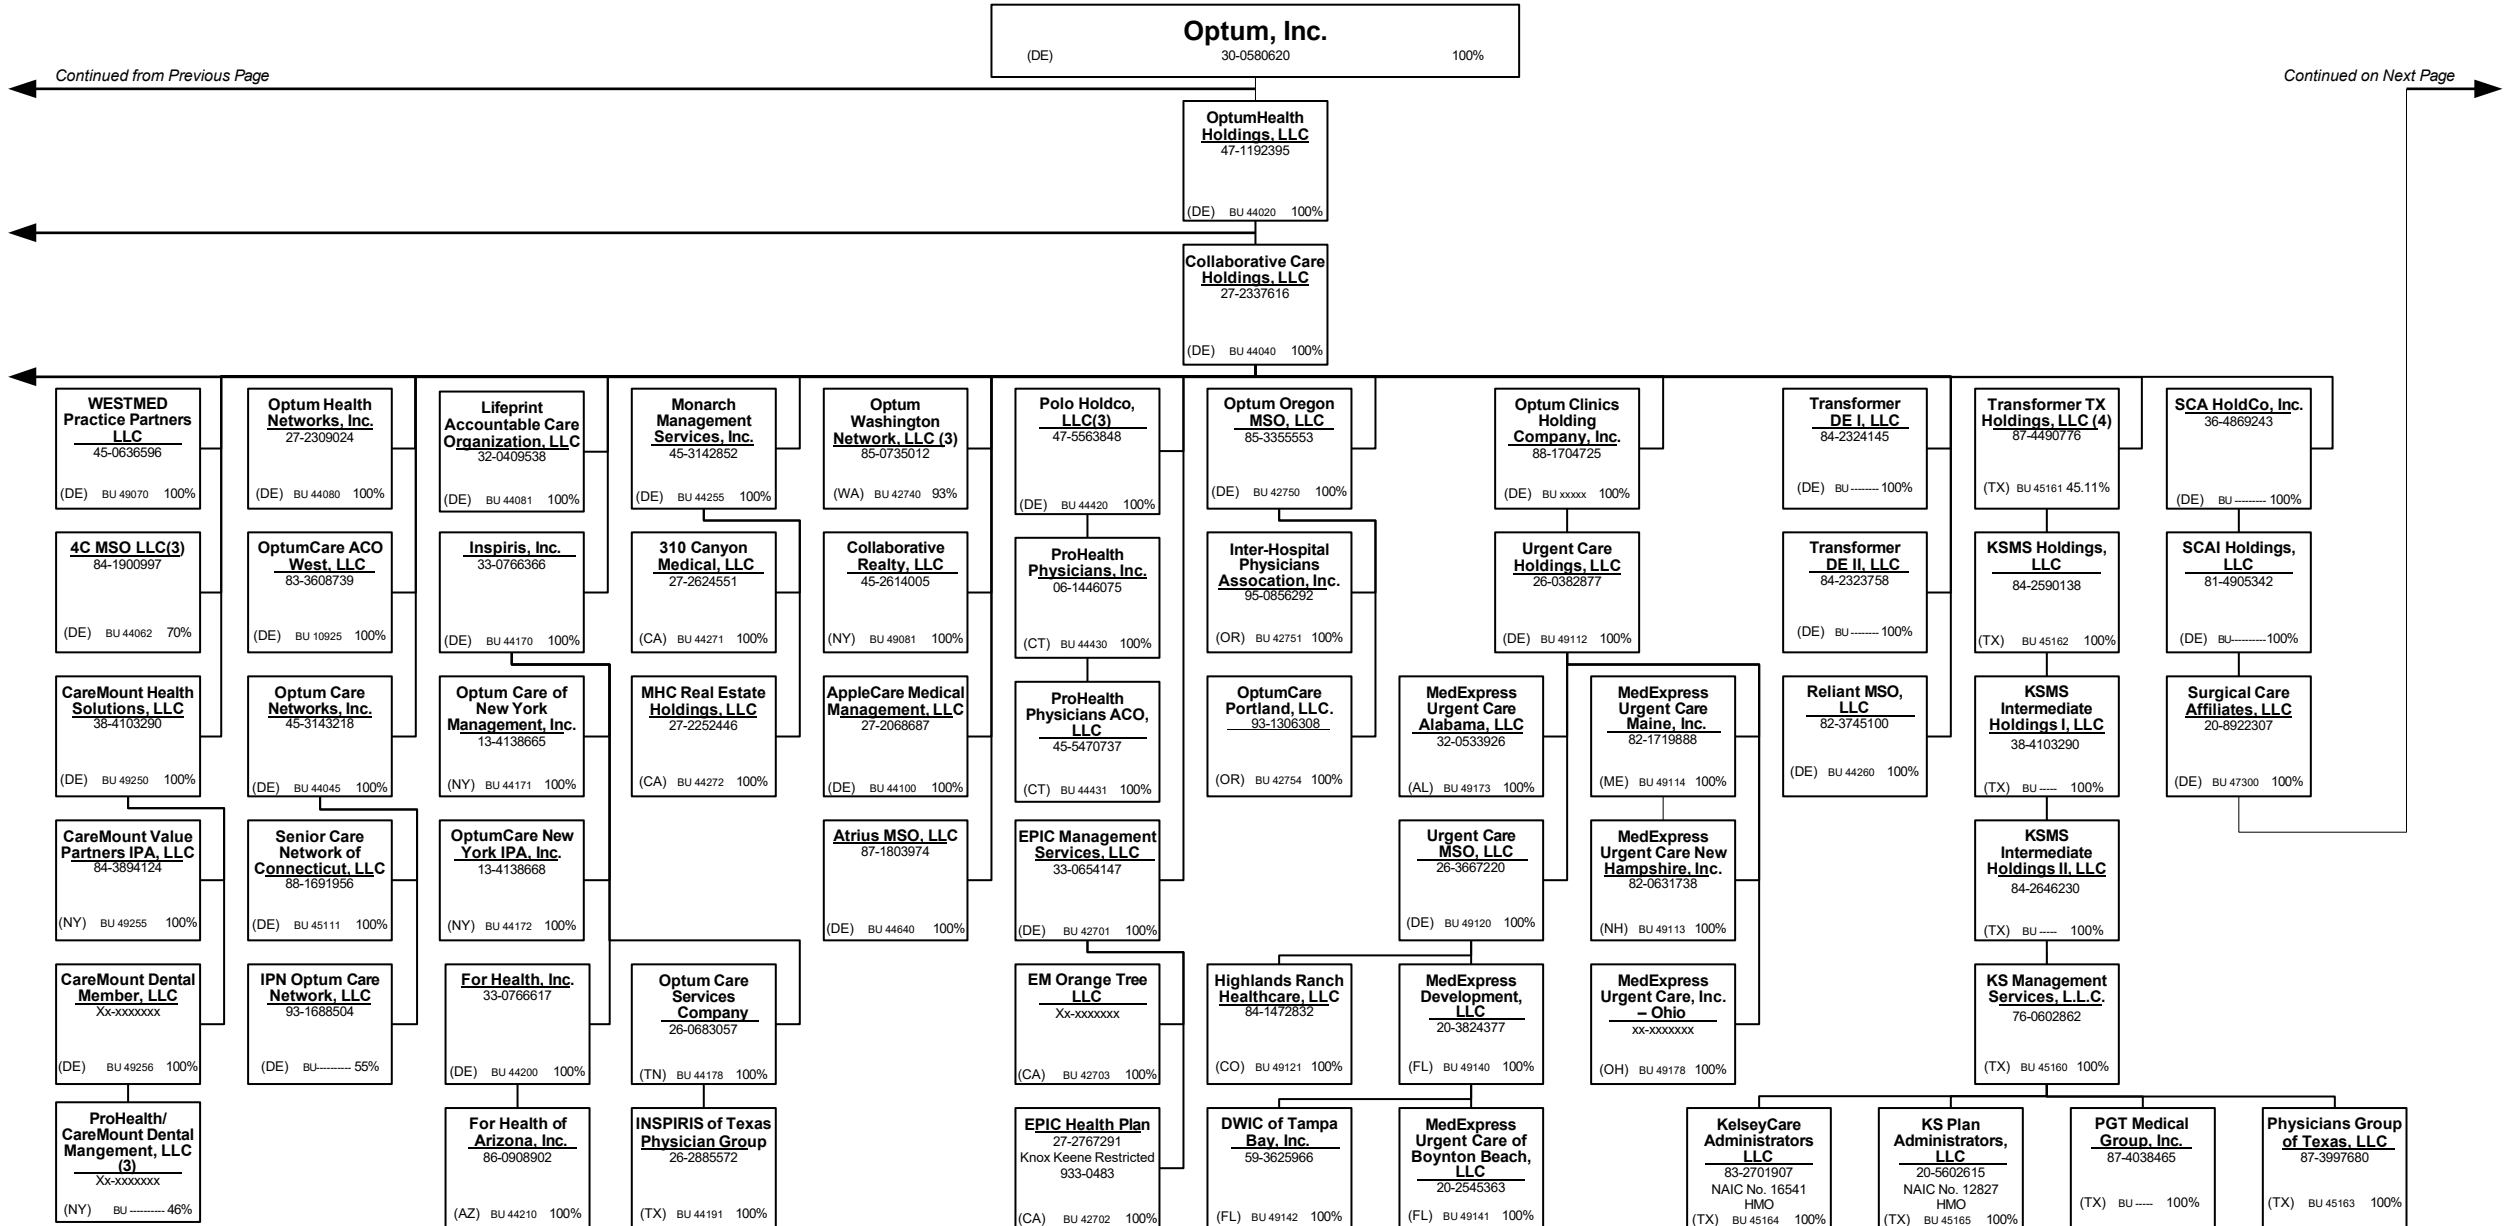 Optum, Inc.
(DE) 30-0580620 100%
Continued from Previous Page
Continued on Next Page
OptumHealth
Holdings, LLC
47-1192395
(DE) BU 44020 100%
Collaborative Care
Holdings, LLC
27-2337616
(DE) BU 44040 100%
WESTMED
Practice Partners
LLC
45-0636596
(DE) BU 49070 100%
Optum Health
Networks, Inc.
27-2309024
(DE) BU 44080 100%
Lifeprint
Accountable Care
Organization, LLC
32-0409538
(DE) BU 44081 100%
Monarch
Management
Services, Inc.
45-3142852
(DE) BU 44255 100%
Optum
Washington
Network, LLC (3)
85-0735012
(WA) BU 42740 93%
Polo Holdco,
LLC(3)
47-5563848
(DE) BU 44420 100%
Optum Oregon
MSO, LLC
85-3355553
(DE) BU 42750 100%
Optum Clinics
Holding
Company, Inc.
88-1704725
(DE) BU xxxxx 100%
Transformer
DE I, LLC
84-2324145
(DE) BU -------- 100%
Transformer TX
Holdings, LLC (4)
87-4490776
(TX) BU 45161 45.11%
SCA HoldCo, Inc.
36-4869243
(DE) BU --------- 100%
4C MSO LLC(3)
84-1900997
(DE) BU 44062 70%
OptumCare ACO
West, LLC
83-3608739
(DE) BU 10925 100%
Inspiris, Inc.
33-0766366
(DE) BU 44170 100%
310 Canyon
Medical, LLC
27-2624551
(CA) BU 44271 100%
Collaborative
Realty, LLC
45-2614005
(NY) BU 49081 100%
ProHealth
Physicians, Inc.
06-1446075
(CT) BU 44430 100%
Inter-Hospital
Physicians
Assocation, Inc.
95-0856292
(OR) BU 42751 100%
Urgent Care
Holdings, LLC
26-0382877
(DE) BU 49112 100%
Transformer
DE II, LLC
84-2323758
(DE) BU -------- 100%
KSMS Holdings,
LLC
84-2590138
(TX) BU 45162 100%
SCAI Holdings,
LLC
81-4905342
(DE) BU---------- 100%
CareMount Health
Solutions, LLC
38-4103290
(DE) BU 49250 100%
Optum Care
Networks, Inc.
45-3143218
(DE) BU 44045 100%
Optum Care of
New York
Management, Inc.
13-4138665
(NY) BU 44171 100%
MHC Real Estate
Holdings, LLC
27-2252446
(CA) BU 44272 100%
AppleCare Medical
Management, LLC
27-2068687
(DE) BU 44100 100%
ProHealth
Physicians ACO,
LLC
45-5470737
(CT) BU 44431 100%
OptumCare
Portland, LLC.
93-1306308
(OR) BU 42754 100%
MedExpress
Urgent Care
Alabama, LLC
32-0533926
(AL) BU 49173 100%
MedExpress
Urgent Care
Maine, Inc.
82-1719888
(ME) BU 49114 100%
Reliant MSO,
LLC
82-3745100
(DE) BU 44260 100%
KSMS
Intermediate
Holdings I, LLC
38-4103290
(TX) BU ----- 100%
Surgical Care
Affiliates, LLC
20-8922307
(DE) BU 47300 100%
CareMount Value
Partners IPA, LLC
84-3894124
(NY) BU 49255 100%
Senior Care
Network of
Connecticut, LLC
88-1691956
(DE) BU 45111 100%
OptumCare New
York IPA, Inc.
13-4138668
(NY) BU 44172 100%
Atrius MSO, LLC
87-1803974
(DE) BU 44640 100%
EPIC Management
Services, LLC
33-0654147
(DE) BU 42701 100%
Urgent Care
MSO, LLC
26-3667220
(DE) BU 49120 100%
MedExpress
Urgent Care New
Hampshire, Inc.
82-0631738
(NH) BU 49113 100%
KSMS
Intermediate
Holdings II, LLC
84-2646230
(TX) BU ----- 100%
CareMount Dental
Member, LLC
Xx-xxxxxxx
(DE) BU 49256 100%
IPN Optum Care
Network, LLC
93-1688504
(DE) BU---------- 55%
For Health, Inc.
33-0766617
(DE) BU 44200 100%
Optum Care
Services
Company
26-0683057
(TN) BU 44178 100%
EM Orange Tree
LLC
Xx-xxxxxxx
(CA) BU 42703 100%
Highlands Ranch
Healthcare, LLC
84-1472832
(CO) BU 49121 100%
MedExpress
Development,
LLC
20-3824377
(FL) BU 49140 100%
MedExpress
Urgent Care, Inc.
– Ohio
xx-xxxxxxx
(OH) BU 49178 100%
KS Management
Services, L.L.C.
76-0602862
(TX) BU 45160 100%
ProHealth/
CareMount Dental
Mangement, LLC
(3)
Xx-xxxxxxx
(NY) BU ---------- 46%
For Health of
Arizona, Inc.
86-0908902
(AZ) BU 44210 100%
INSPIRIS of Texas
Physician Group
26-2885572
(TX) BU 44191 100%
EPIC Health Plan
27-2767291
Knox Keene Restricted
933-0483
(CA) BU 42702 100%
DWIC of Tampa
Bay, Inc.
59-3625966
(FL) BU 49142 100%
MedExpress
Urgent Care of
Boynton Beach,
LLC
20-2545363
(FL) BU 49141 100%
KelseyCare
Administrators
LLC
83-2701907
NAIC No. 16541
HMO
(TX) BU 45164 100%
KS Plan
Administrators,
LLC
20-5602615
NAIC No. 12827
HMO
(TX) BU 45165 100%
PGT Medical
Group, Inc.
87-4038465
(TX) BU ----- 100%
Physicians Group
of Texas, LLC
87-3997680
(TX) BU 45163 100%